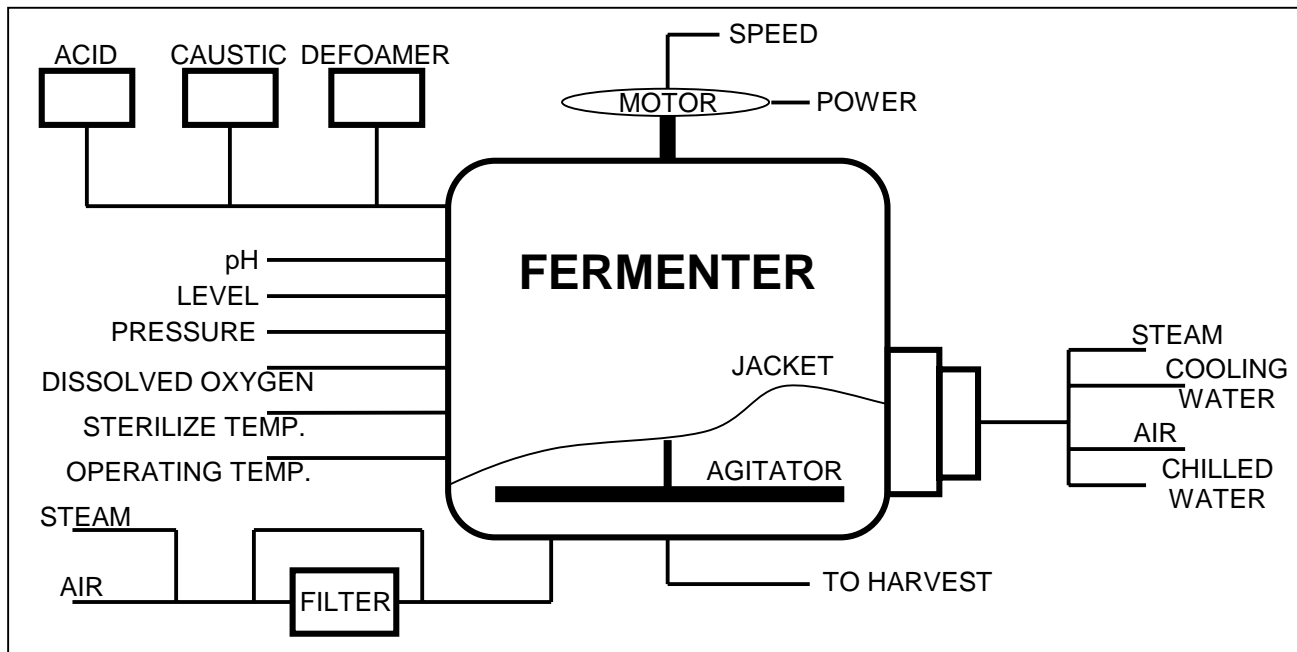 SPEED
ACID CAUSTIC DEFOAMER
MOTOR POWER
FERMENTER
pH
LEVEL
PRESSURE
DISSOLVED OXYGEN
STERILIZE TEMP.
OPERATING TEMP.
JACKET
AGITATOR
STEAM
COOLING
WATER
AIR
CHILLED
WATER
STEAM
AIR
FILTER
TO HARVEST